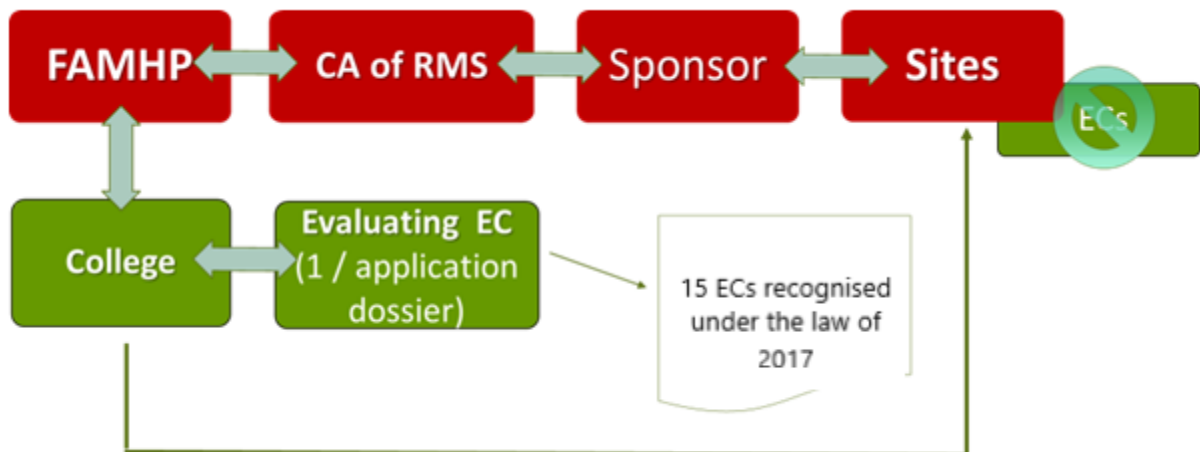 FAMHP
CA of RMS
Sponsor
Sites
ECs
College
Evaluating EC
(1 / application
dossier)
15 ECs recognised
under the law of
2017